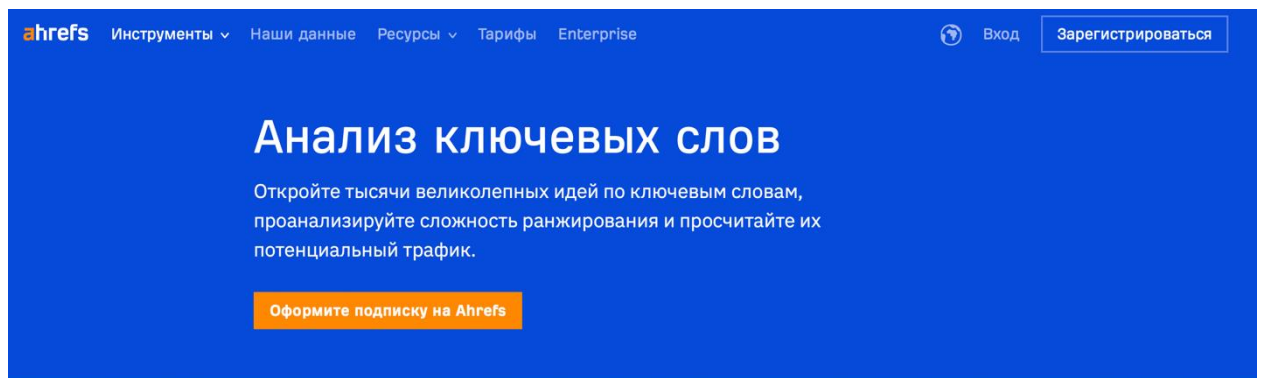 ahrefs Инструменты Наши данные Ресурсы Тарифы Enterprise Вход Зарегистрироваться
Анализ ключевых слов
Откройте тысячи великолепных идей по ключевым словам,
проанализируйте сложность ранжирования и просчитайте их
потенциальный трафик.
Оформите подписку на Ahrefs